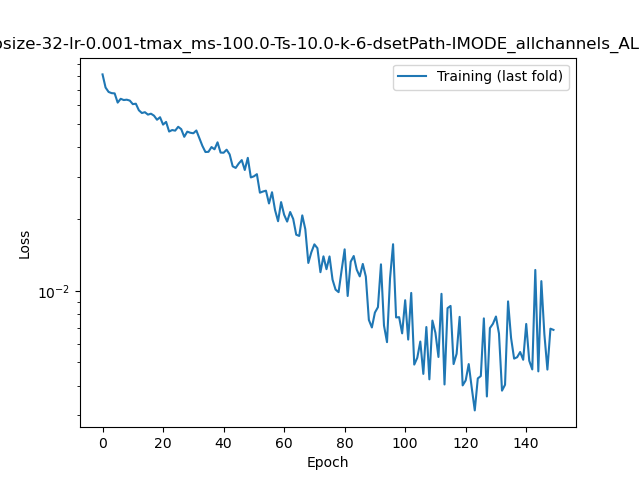 size-32-lr-0.001-tmax_ms-100.0-Ts-10.0-k-6-dsetPath-IMODE_allchannels_AL
Training (last fold)
Loss
10⁻²
0 20 40 60 80 100 120 140
Epoch